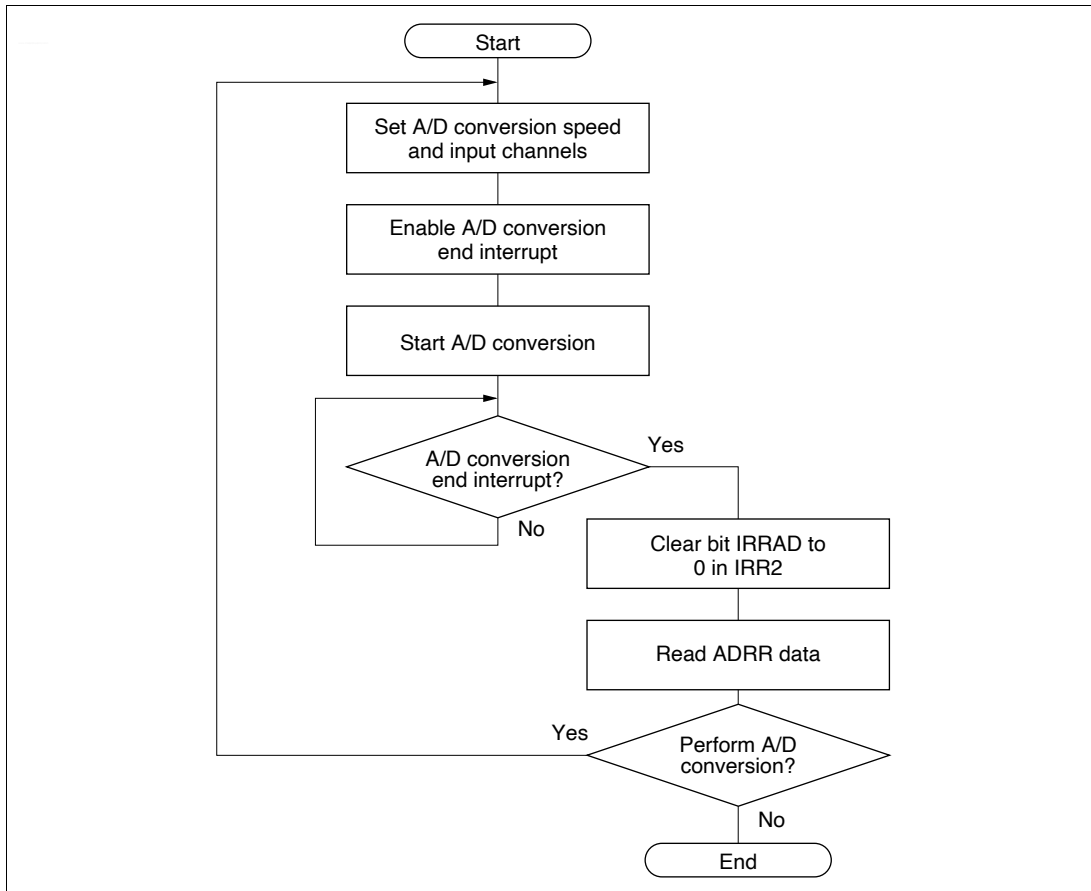 Start
Set A/D conversion speed
and input channels
Enable A/D conversion
end interrupt
Start A/D conversion
A/D conversion
end interrupt?
Yes
No
Clear bit IRRAD to
0 in IRR2
Read ADRR data
Perform A/D
conversion?
Yes
No
End